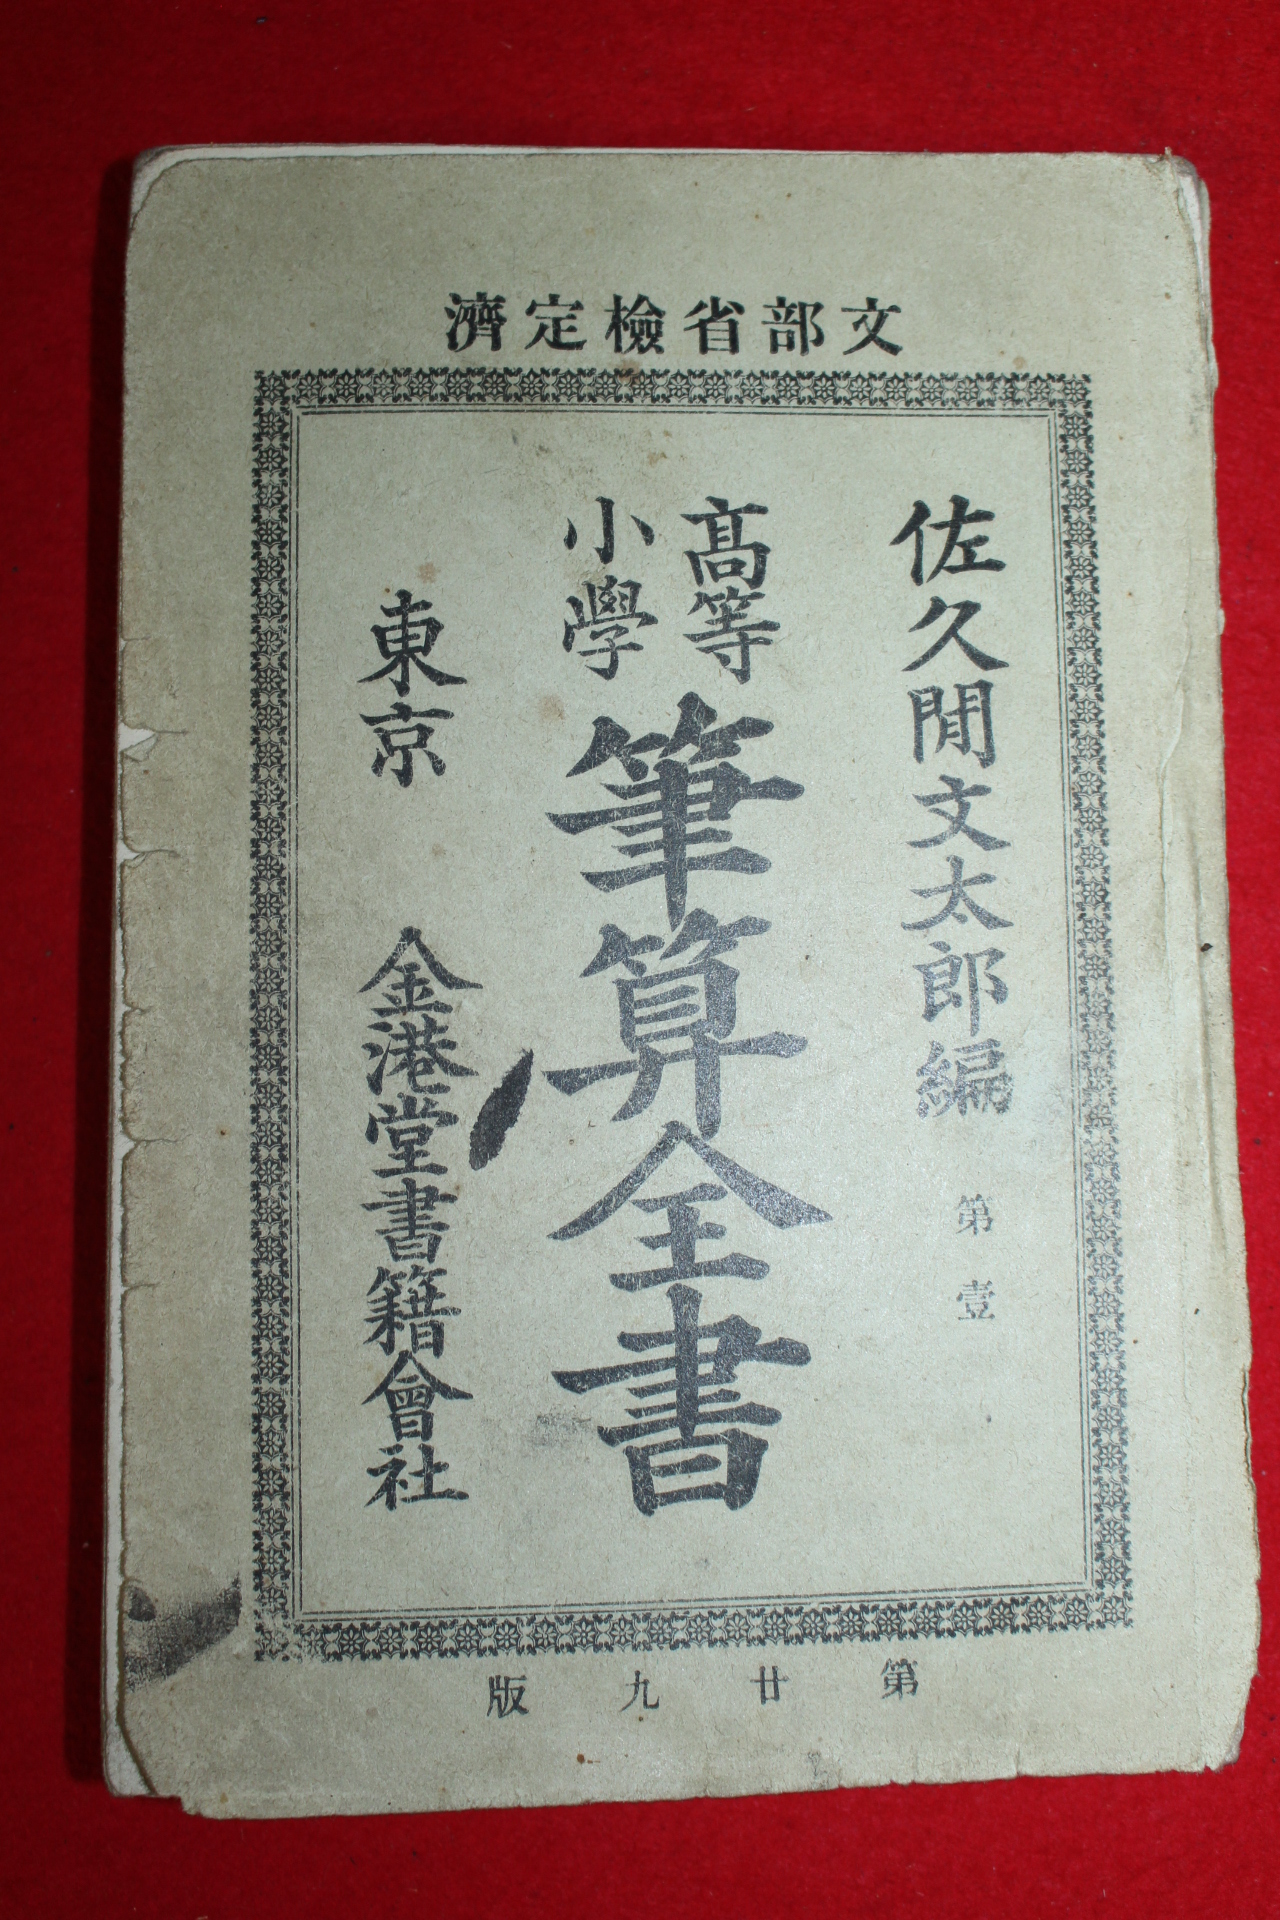 文部省檢定濟
佐久間文太郎編 第壹
高等
小學
筆算全書
東京 金港堂書籍會社
第廿九版